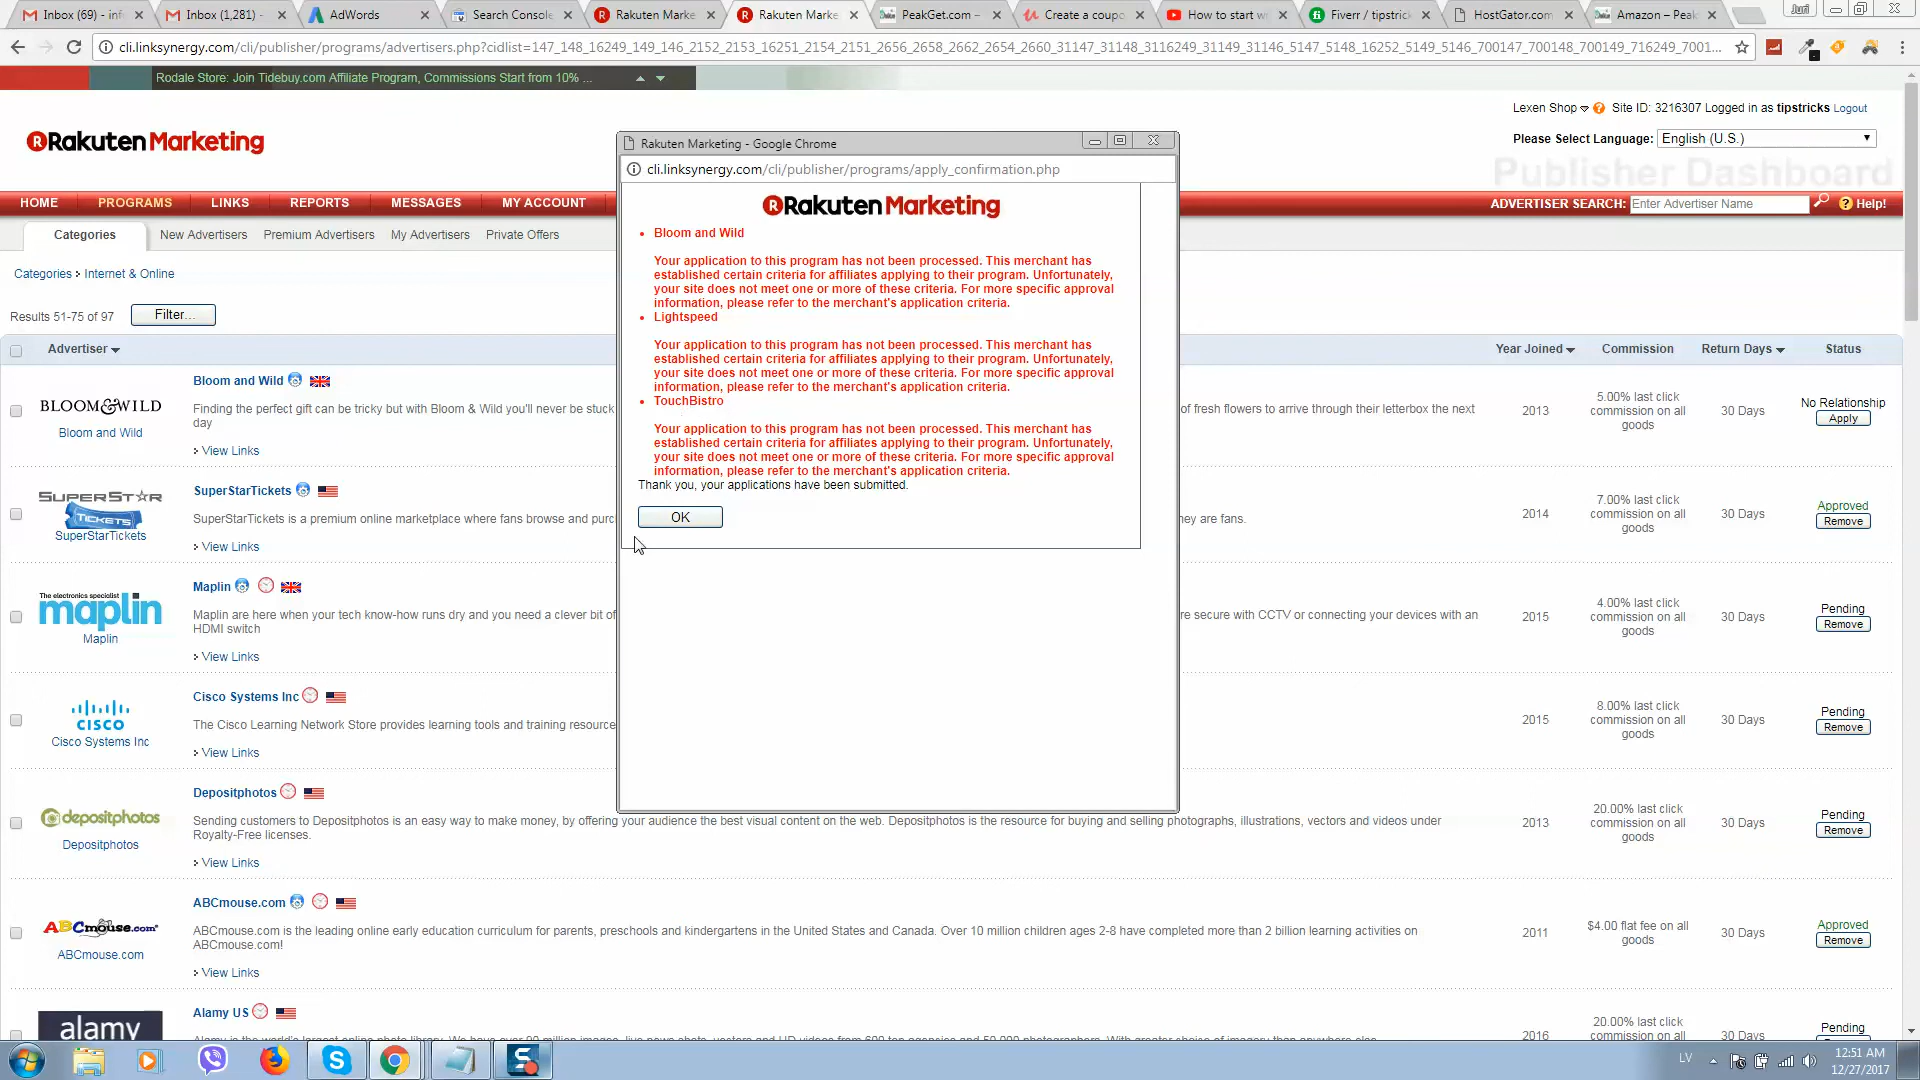 Inbox (69) - inf
Inbox (1,281) -
AdWords
Search Console
Rakuten Marke
Rakuten Marke
PeakGet.com –
Create a coupo
How to start w
Fiverr / tipstrick
HostGator.com
Amazon – Peak
Juri
cli.linksynergy.com/cli/publisher/programs/advertisers.php?cidlist=147_148_16249_149_146_2152_2153_16251_2154_2151_2656_2658_2662_2654_2660_31147_31148_3116249_31149_31146_5147_5148_16252_5149_5146_700147_700148_700149_716249_7001...
Rodale Store: Join Tidebuy.com Affiliate Program, Commissions Start from 10% ...
Lexen Shop Site ID: 3216307 Logged in as tipstricks Logout
Rakuten Marketing
Please Select Language: English (U.S.)
Publisher Dashboard
HOME PROGRAMS LINKS REPORTS MESSAGES MY ACCOUNT
ADVERTISER SEARCH: Enter Advertiser Name Help!
Categories New Advertisers Premium Advertisers My Advertisers Private Offers
Categories Internet & Online
Results 51-75 of 97 Filter...
Advertiser Year Joined Commission Return Days Status
Rakuten Marketing - Google Chrome
cli.linksynergy.com/cli/publisher/programs/apply_confirmation.php
Rakuten Marketing
Bloom and Wild
Your application to this program has not been processed. This merchant has
established certain criteria for affiliates applying to their program. Unfortunately,
your site does not meet one or more of these criteria. For more specific approval
information, please refer to the merchant's application criteria.
Lightspeed
Your application to this program has not been processed. This merchant has
established certain criteria for affiliates applying to their program. Unfortunately,
your site does not meet one or more of these criteria. For more specific approval
information, please refer to the merchant's application criteria.
TouchBistro
Your application to this program has not been processed. This merchant has
established certain criteria for affiliates applying to their program. Unfortunately,
your site does not meet one or more of these criteria. For more specific approval
information, please refer to the merchant's application criteria.
Thank you, your applications have been submitted.
OK
BLOOM & WILD
Bloom and Wild
Bloom and Wild
Finding the perfect gift can be tricky but with Bloom & Wild you'll never be stuck of fresh flowers to arrive through their letterbox the next
day
View Links
2013
5.00% last click
commission on all
goods
30 Days
No Relationship
Apply
SUPERSTAR
TICKETS
SuperStarTickets
SuperStarTickets
SuperStarTickets is a premium online marketplace where fans browse and purc ney are fans.
View Links
2014
7.00% last click
commission on all
goods
30 Days
Approved
Remove
The electronics specialist
maplin
Maplin
Maplin
Maplin are here when your tech know-how runs dry and you need a clever bit of re secure with CCTV or connecting your devices with an
HDMI switch
View Links
2015
4.00% last click
commission on all
goods
30 Days
Pending
Remove
CISCO
Cisco Systems Inc
Cisco Systems Inc
The Cisco Learning Network Store provides learning tools and training resource
View Links
2015
8.00% last click
commission on all
goods
30 Days
Pending
Remove
depositphotos
Depositphotos
Depositphotos
Sending customers to Depositphotos is an easy way to make money, by offering your audience the best visual content on the web. Depositphotos is the resource for buying and selling photographs, illustrations, vectors and videos under
Royalty-Free licenses.
View Links
2013
20.00% last click
commission on all
goods
30 Days
Pending
Remove
ABCmouse.com
ABCmouse.com
ABCmouse.com
ABCmouse.com is the leading online early education curriculum for parents, preschools and kindergartens in the United States and Canada. Over 10 million children ages 2-8 have completed more than 2 billion learning activities on
ABCmouse.com!
View Links
2011
$4.00 flat fee on all
goods
30 Days
Approved
Remove
alamy
Alamy US
2016
20.00% last click
commission on all
30 Days
Pending
LV
12:51 AM
12/27/2017